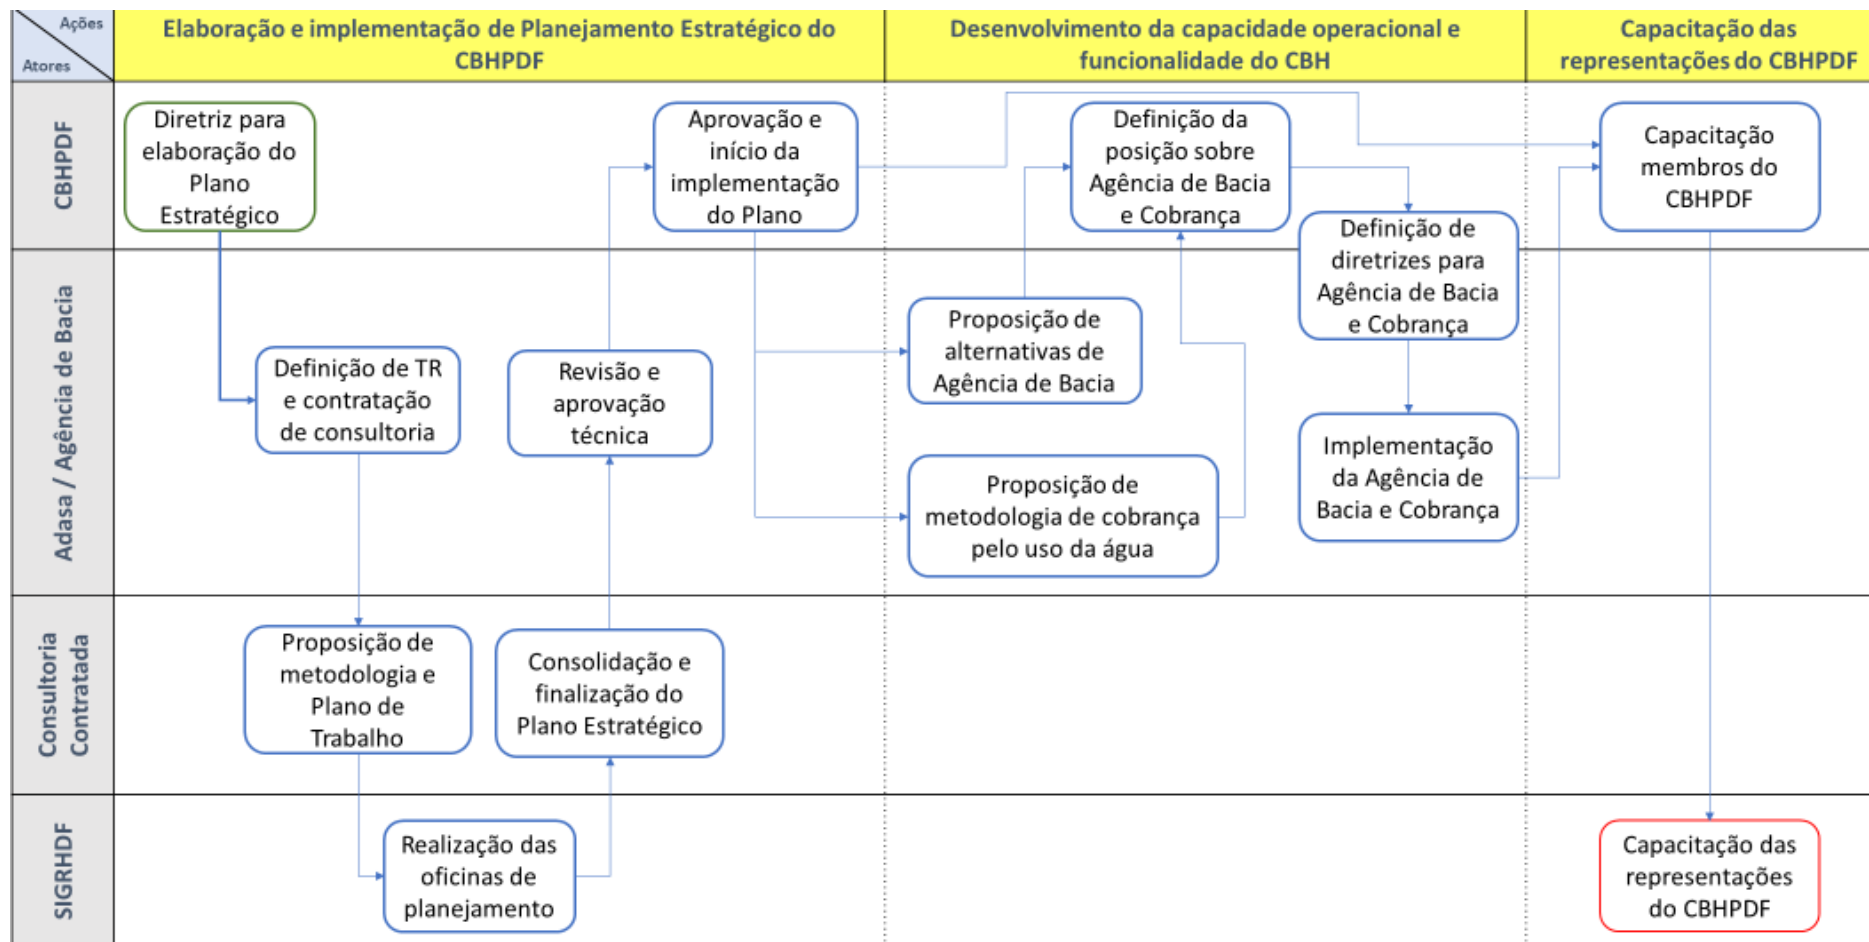 Ações
Atores
Elaboração e implementação de Planejamento Estratégico do
CBHPDF
Desenvolvimento da capacidade operacional e
funcionalidade do CBH
Capacitação das
representações do CBHPDF
CBHPDF
Diretriz para
elaboração do
Plano
Estratégico
Aprovação e
início da
implementação
do Plano
Definição da
posição sobre
Agência de Bacia
e Cobrança
Capacitação
membros do
CBHPDF
Definição de
diretrizes para
Agência de Bacia
e Cobrança
Adasa / Agência de Bacia
Definição de TR
e contratação
de consultoria
Revisão e
aprovação
técnica
Proposição de
alternativas de
Agência de Bacia
Proposição de
metodologia de cobrança
pelo uso da água
Implementação
da Agência de
Bacia e Cobrança
Consultoria
Contratada
Proposição de
metodologia e
Plano de
Trabalho
Consolidação e
finalização do
Plano Estratégico
SIGRHDF
Realização das
oficinas de
planejamento
Capacitação das
representações
do CBHPDF